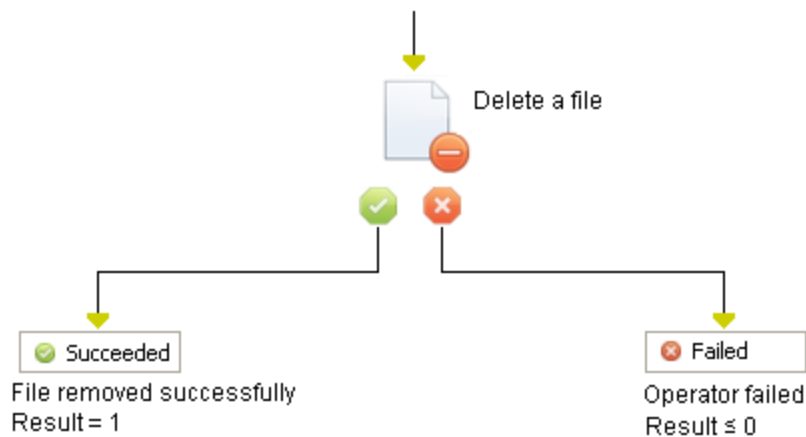 Delete a file
Succeeded
File removed successfully
Result = 1
Failed
Operator failed
Result ≤ 0